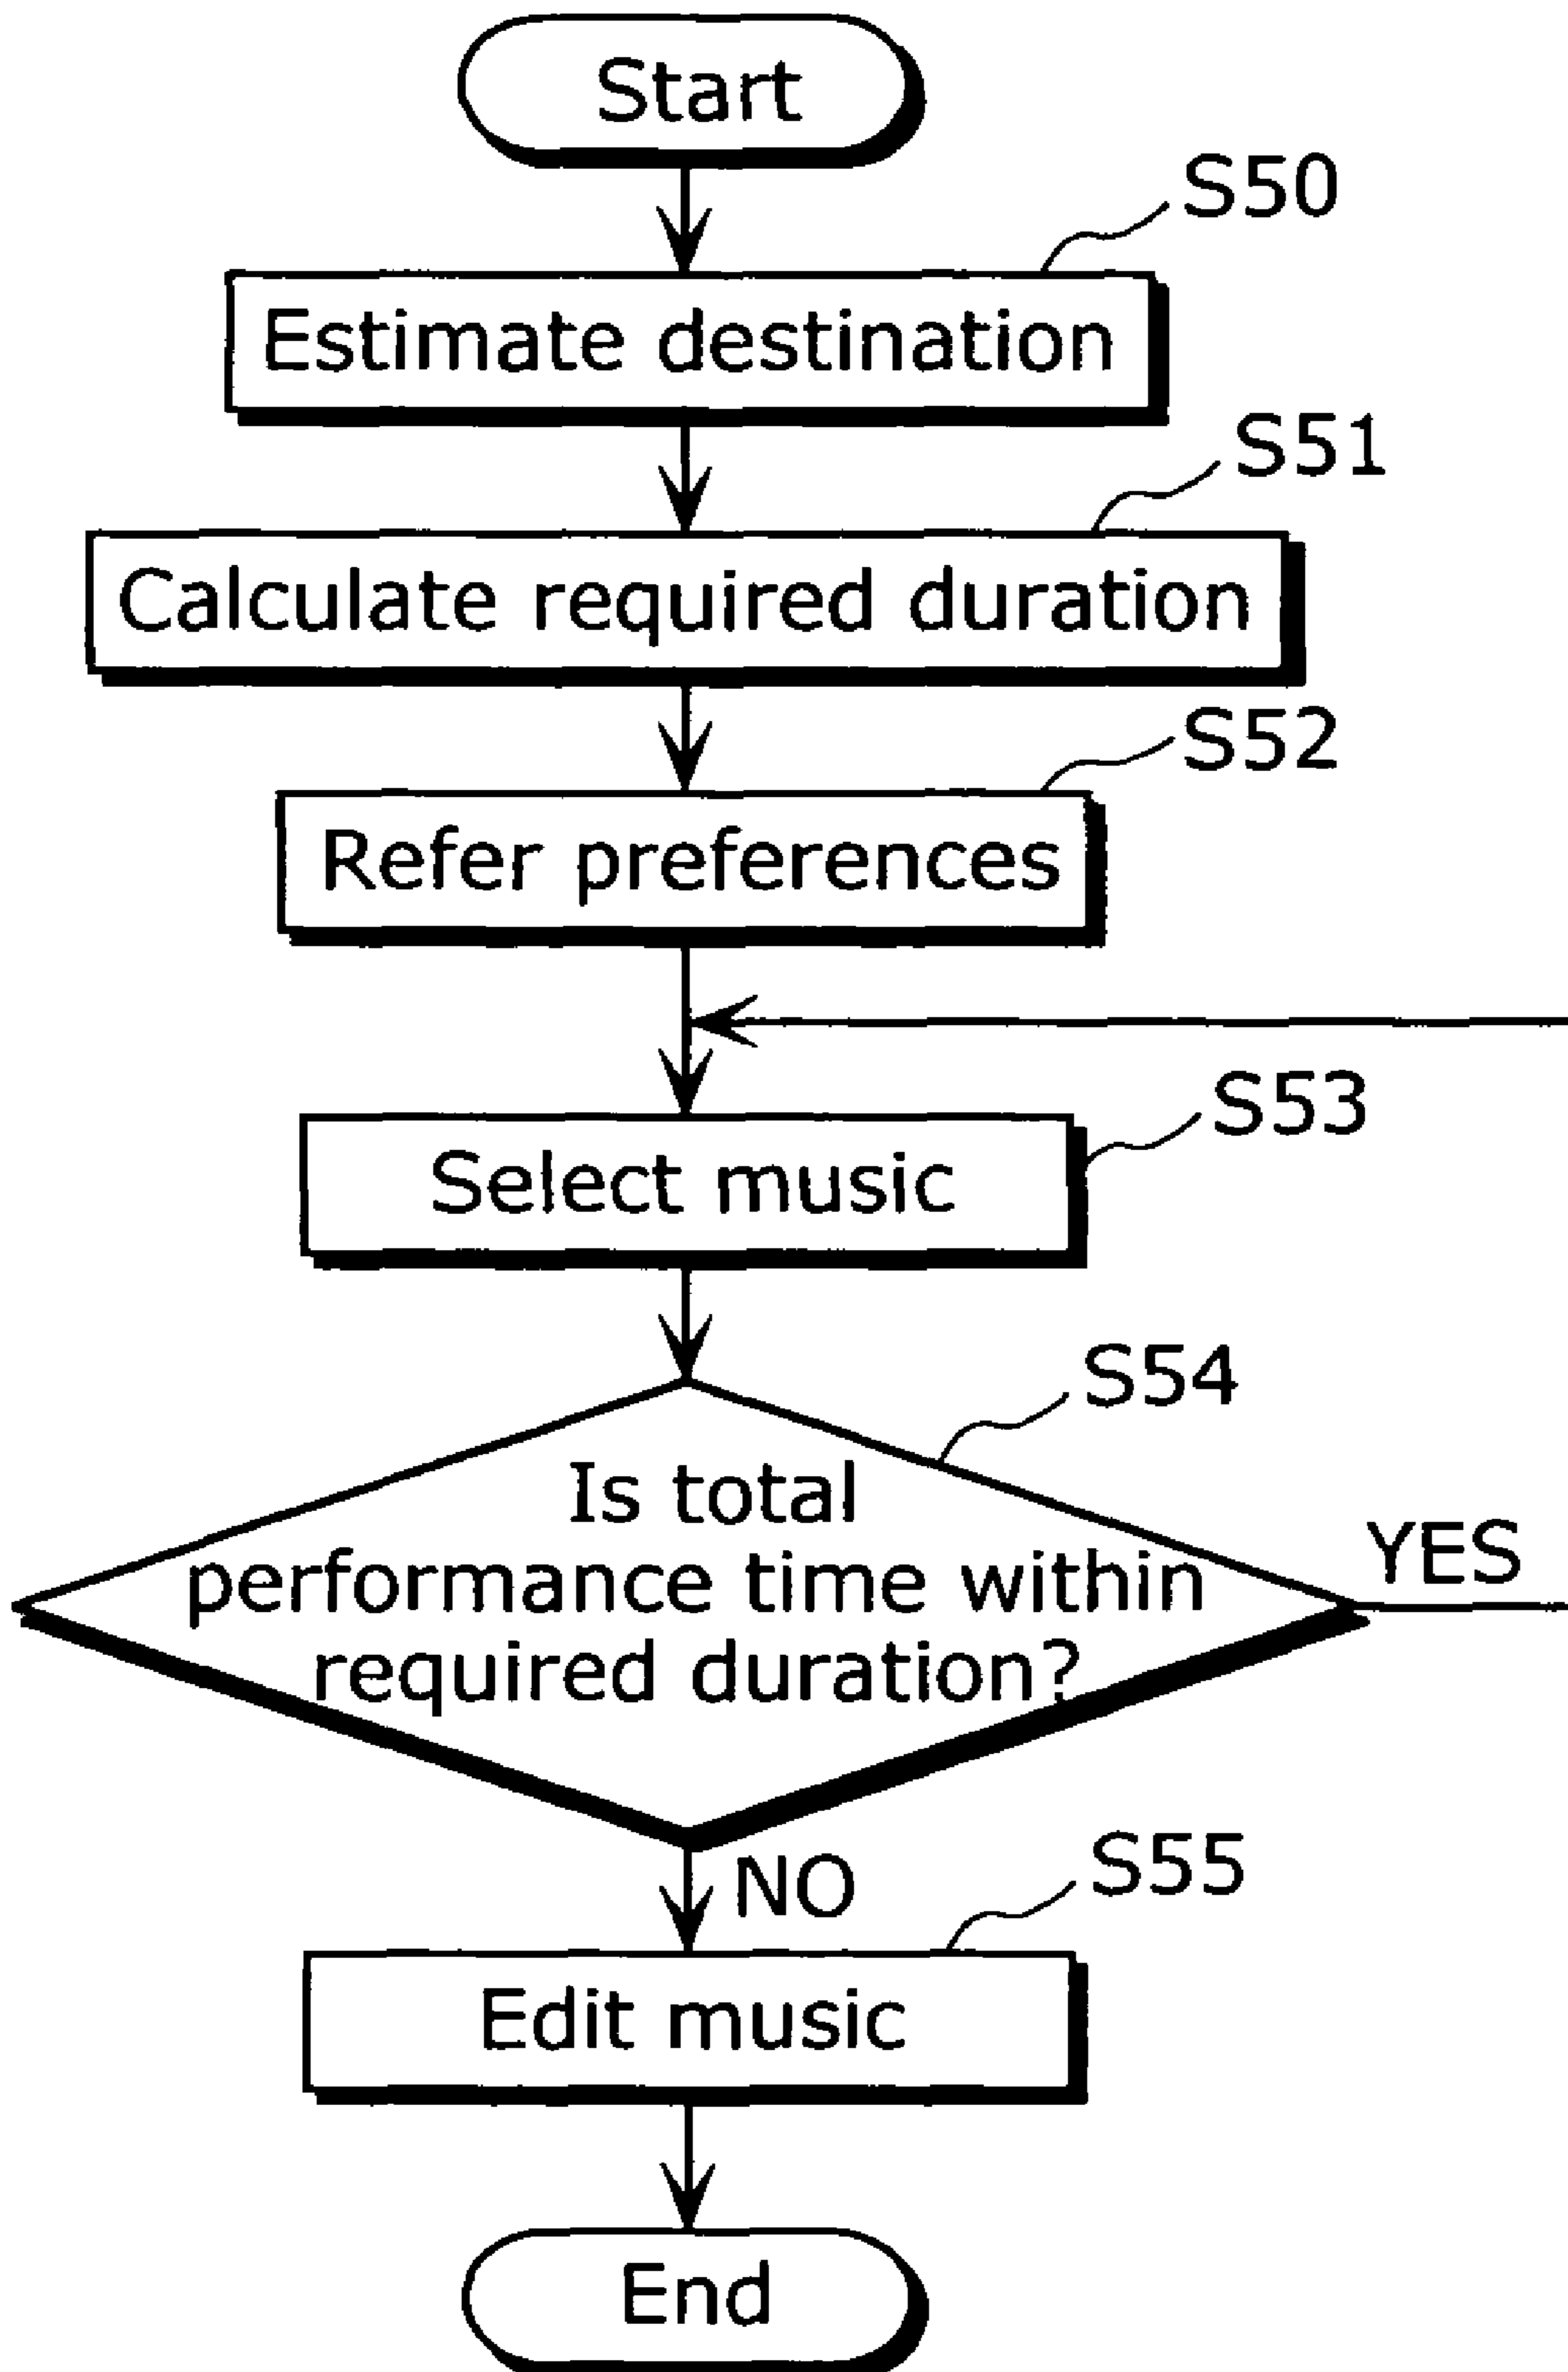 Start
S50
Estimate destination
S51
Calculate required duration
S52
Refer preferences
S53
Select music
S54
Is total
performance time within
required duration?
YES
NO
S55
Edit music
End